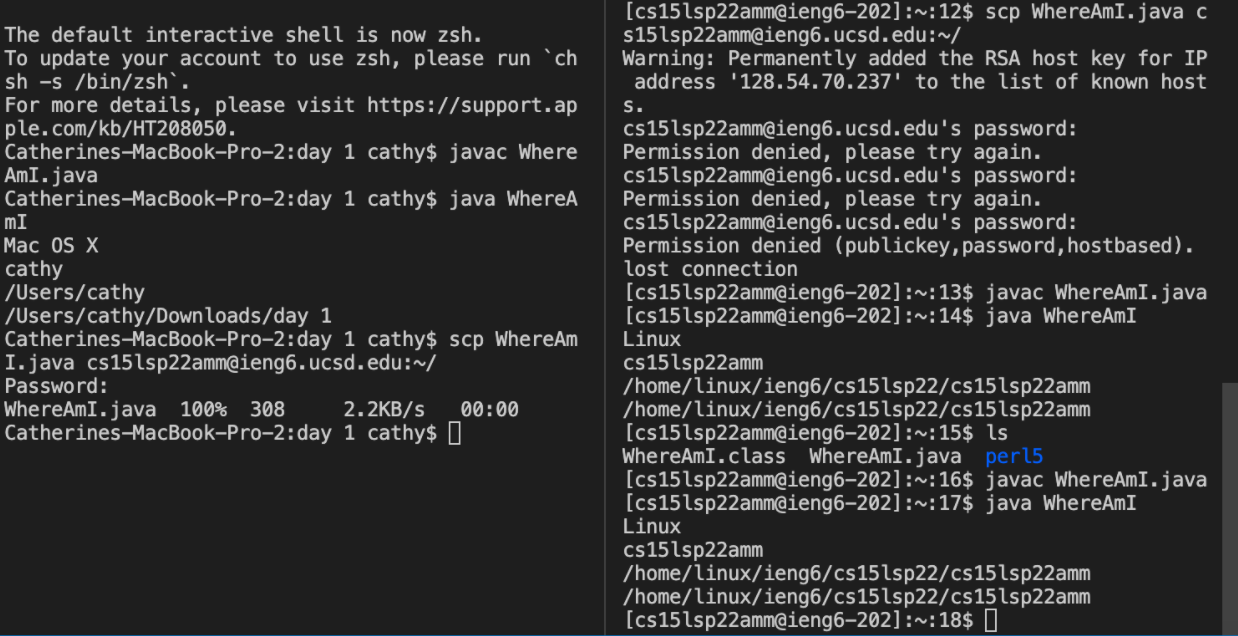 The default interactive shell is now zsh.
To update your account to use zsh, please run `ch
sh -s /bin/zsh`.
For more details, please visit https://support.ap
ple.com/kb/HT208050.
Catherines-MacBook-Pro-2:day 1 cathy$ javac Where
AmI.java
Catherines-MacBook-Pro-2:day 1 cathy$ java WhereA
mI
Mac OS X
cathy
/Users/cathy
/Users/cathy/Downloads/day 1
Catherines-MacBook-Pro-2:day 1 cathy$ scp WhereAm
I.java cs15lsp22amm@ieng6.ucsd.edu:~/
Password:
WhereAmI.java  100%  308     2.2KB/s   00:00
Catherines-MacBook-Pro-2:day 1 cathy$
[cs15lsp22amm@ieng6-202]:~:12$ scp WhereAmI.java c
s15lsp22amm@ieng6.ucsd.edu:~/
Warning: Permanently added the RSA host key for IP
 address '128.54.70.237' to the list of known host
s.
cs15lsp22amm@ieng6.ucsd.edu's password:
Permission denied, please try again.
cs15lsp22amm@ieng6.ucsd.edu's password:
Permission denied, please try again.
cs15lsp22amm@ieng6.ucsd.edu's password:
Permission denied (publickey,password,hostbased).
lost connection
[cs15lsp22amm@ieng6-202]:~:13$ javac WhereAmI.java
[cs15lsp22amm@ieng6-202]:~:14$ java WhereAmI
Linux
cs15lsp22amm
/home/linux/ieng6/cs15lsp22/cs15lsp22amm
/home/linux/ieng6/cs15lsp22/cs15lsp22amm
[cs15lsp22amm@ieng6-202]:~:15$ ls
WhereAmI.class  WhereAmI.java  perl5
[cs15lsp22amm@ieng6-202]:~:16$ javac WhereAmI.java
[cs15lsp22amm@ieng6-202]:~:17$ java WhereAmI
Linux
cs15lsp22amm
/home/linux/ieng6/cs15lsp22/cs15lsp22amm
/home/linux/ieng6/cs15lsp22/cs15lsp22amm
[cs15lsp22amm@ieng6-202]:~:18$